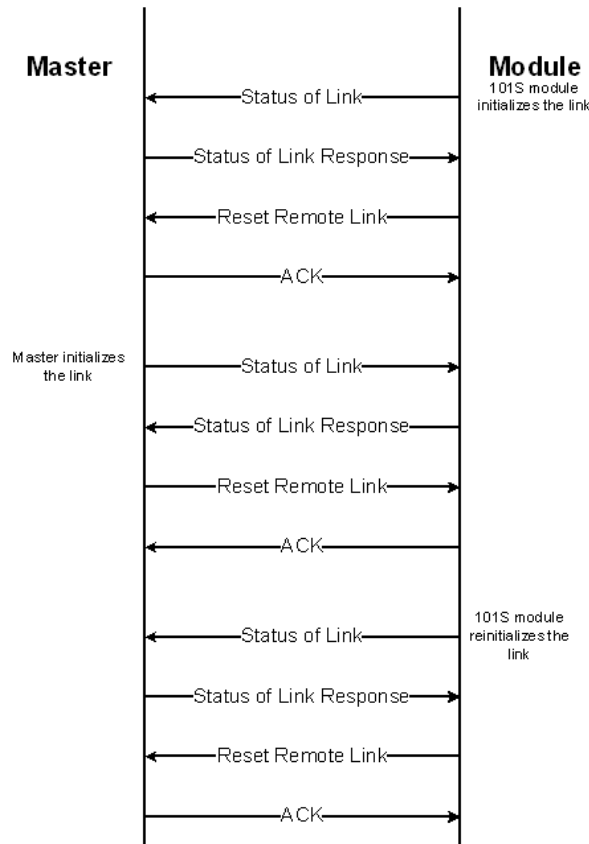 Master
Module
101S module
initializes the link
Status of Link
Status of Link Response
Reset Remote Link
ACK
Master initializes
the link
Status of Link
Status of Link Response
Reset Remote Link
ACK
101S module
reinitializes the
link
Status of Link
Status of Link Response
Reset Remote Link
ACK